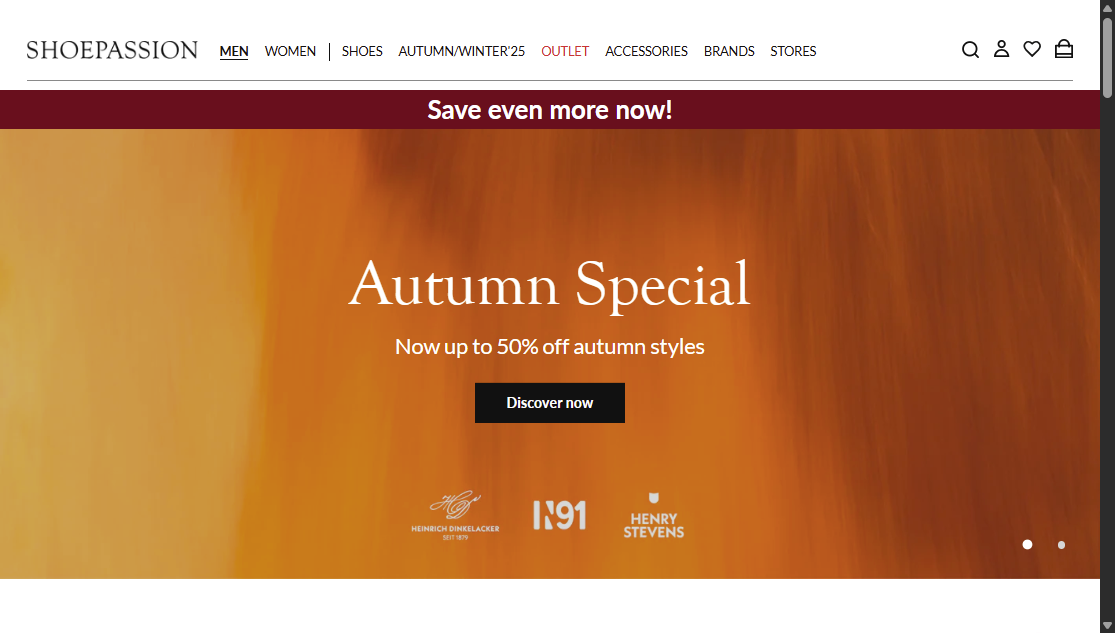 SHOEPASSION
MEN WOMEN SHOES AUTUMN/WINTER'25 OUTLET ACCESSORIES BRANDS STORES
Save even more now!
Autumn Special
Now up to 50% off autumn styles
Discover now
HEINRICH DINKELACKER
SEIT 1879
N91
HENRY
STEVENS